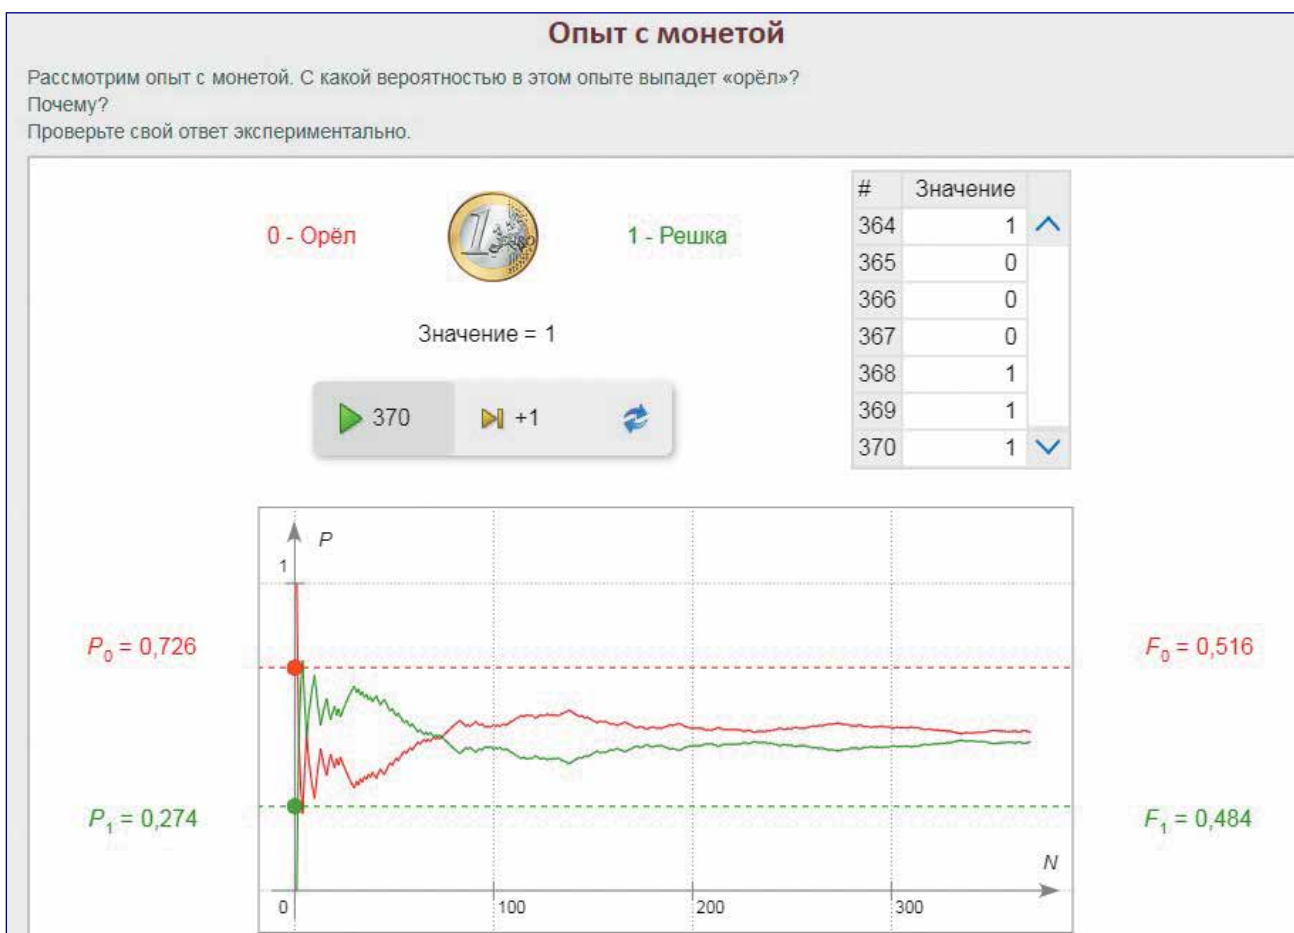 Опыт с монетой
Рассмотрим опыт с монетой. С какой вероятностью в этом опыте выпадет «орёл»?
Почему?
Проверьте свой ответ экспериментально.
# Значение
364 1
0 - Орёл
1 - Решка
365 0
366 0
367 0
Значение = 1
368 1
370 +1
369 1
370 1
P
1
P₀ = 0,726
F₀ = 0,516
P₁ = 0,274
F₁ = 0,484
N
0 100 200 300